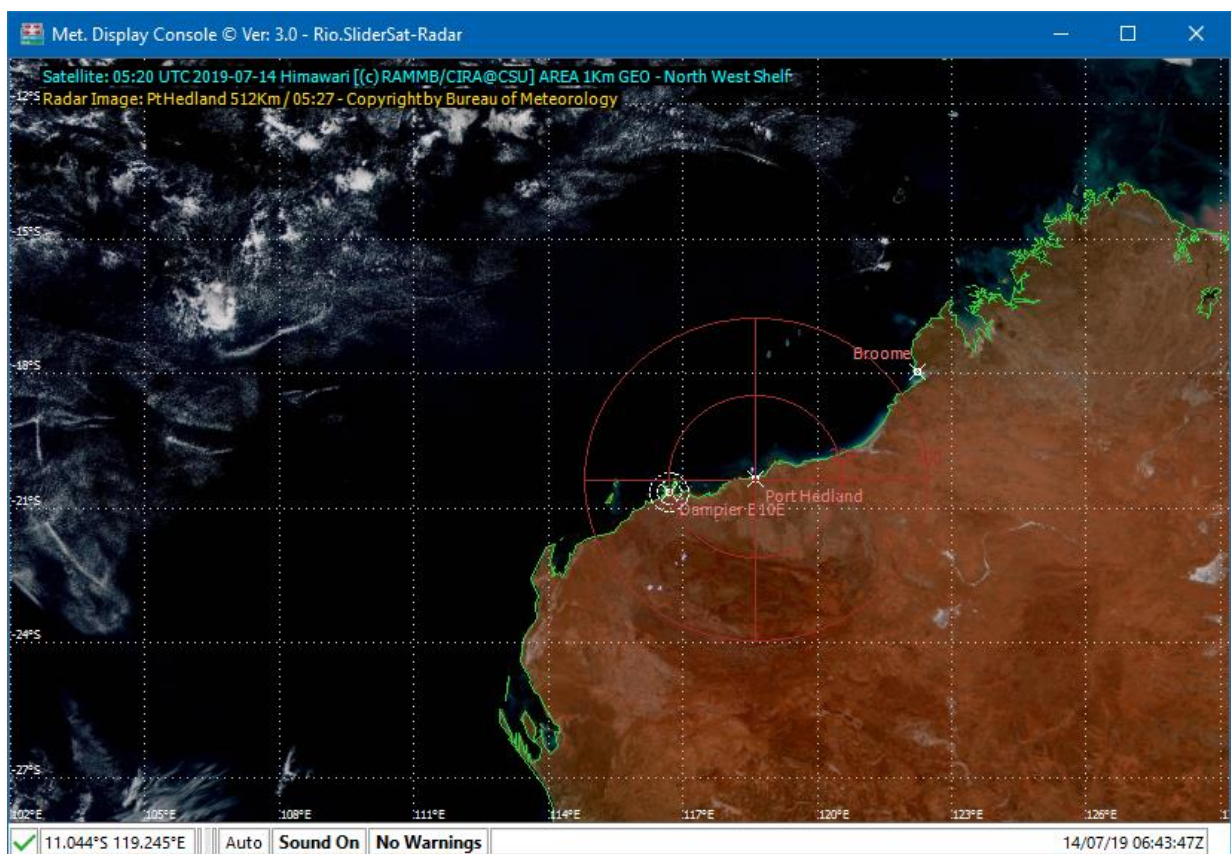 Met. Display Console © Ver: 3.0 - Rio.SliderSat-Radar
Satellite: 05:20 UTC 2019-07-14 Himawari [(c) RAMMB/CIRA@CSU] AREA 1Km GEO - North West Shelf
-12°S
Radar Image: PtHedland 512Km / 05:27 - Copyright by Bureau of Meteorology
-15°S
Broome
-18°S
Port Hedland
-21°S
Dampier E10E
-24°S
-27°S
102°E 105°E 108°E 111°E 114°E 117°E 120°E 123°E 126°E
11.044°S 119.245°E Auto Sound On No Warnings 14/07/19 06:43:47Z